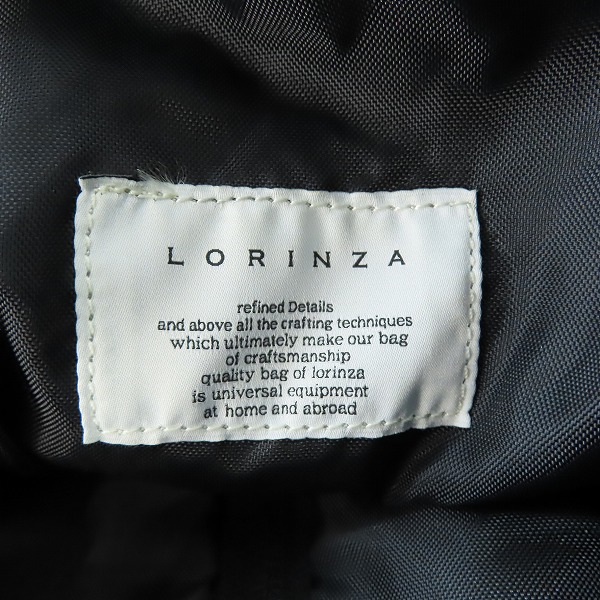 LORINZA
refined Details
and above all the crafting techniques
which ultimately make our bag
of craftsmanship
quality bag of lorinza
is universal equipment
at home and abroad